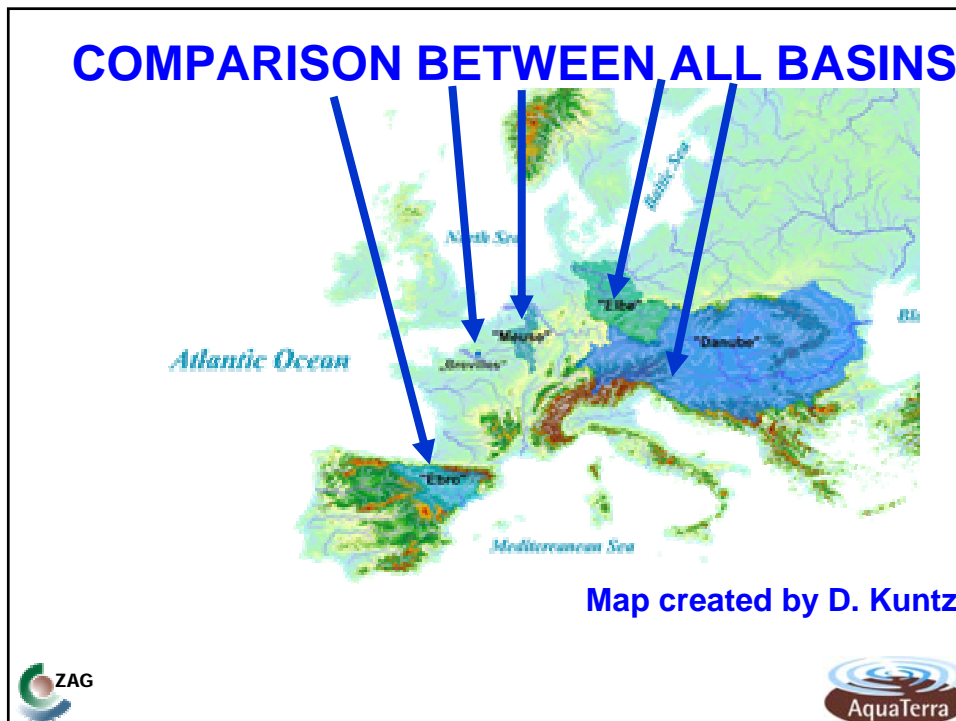 COMPARISON BETWEEN ALL BASINS
Baltic Sea
North Sea
"Elbe"
"Meuse"
"Danube"
Atlantic Ocean
„Brevilles"
"Ebro"
Mediterranean Sea
Map created by D. Kuntz
ZAG
AquaTerra